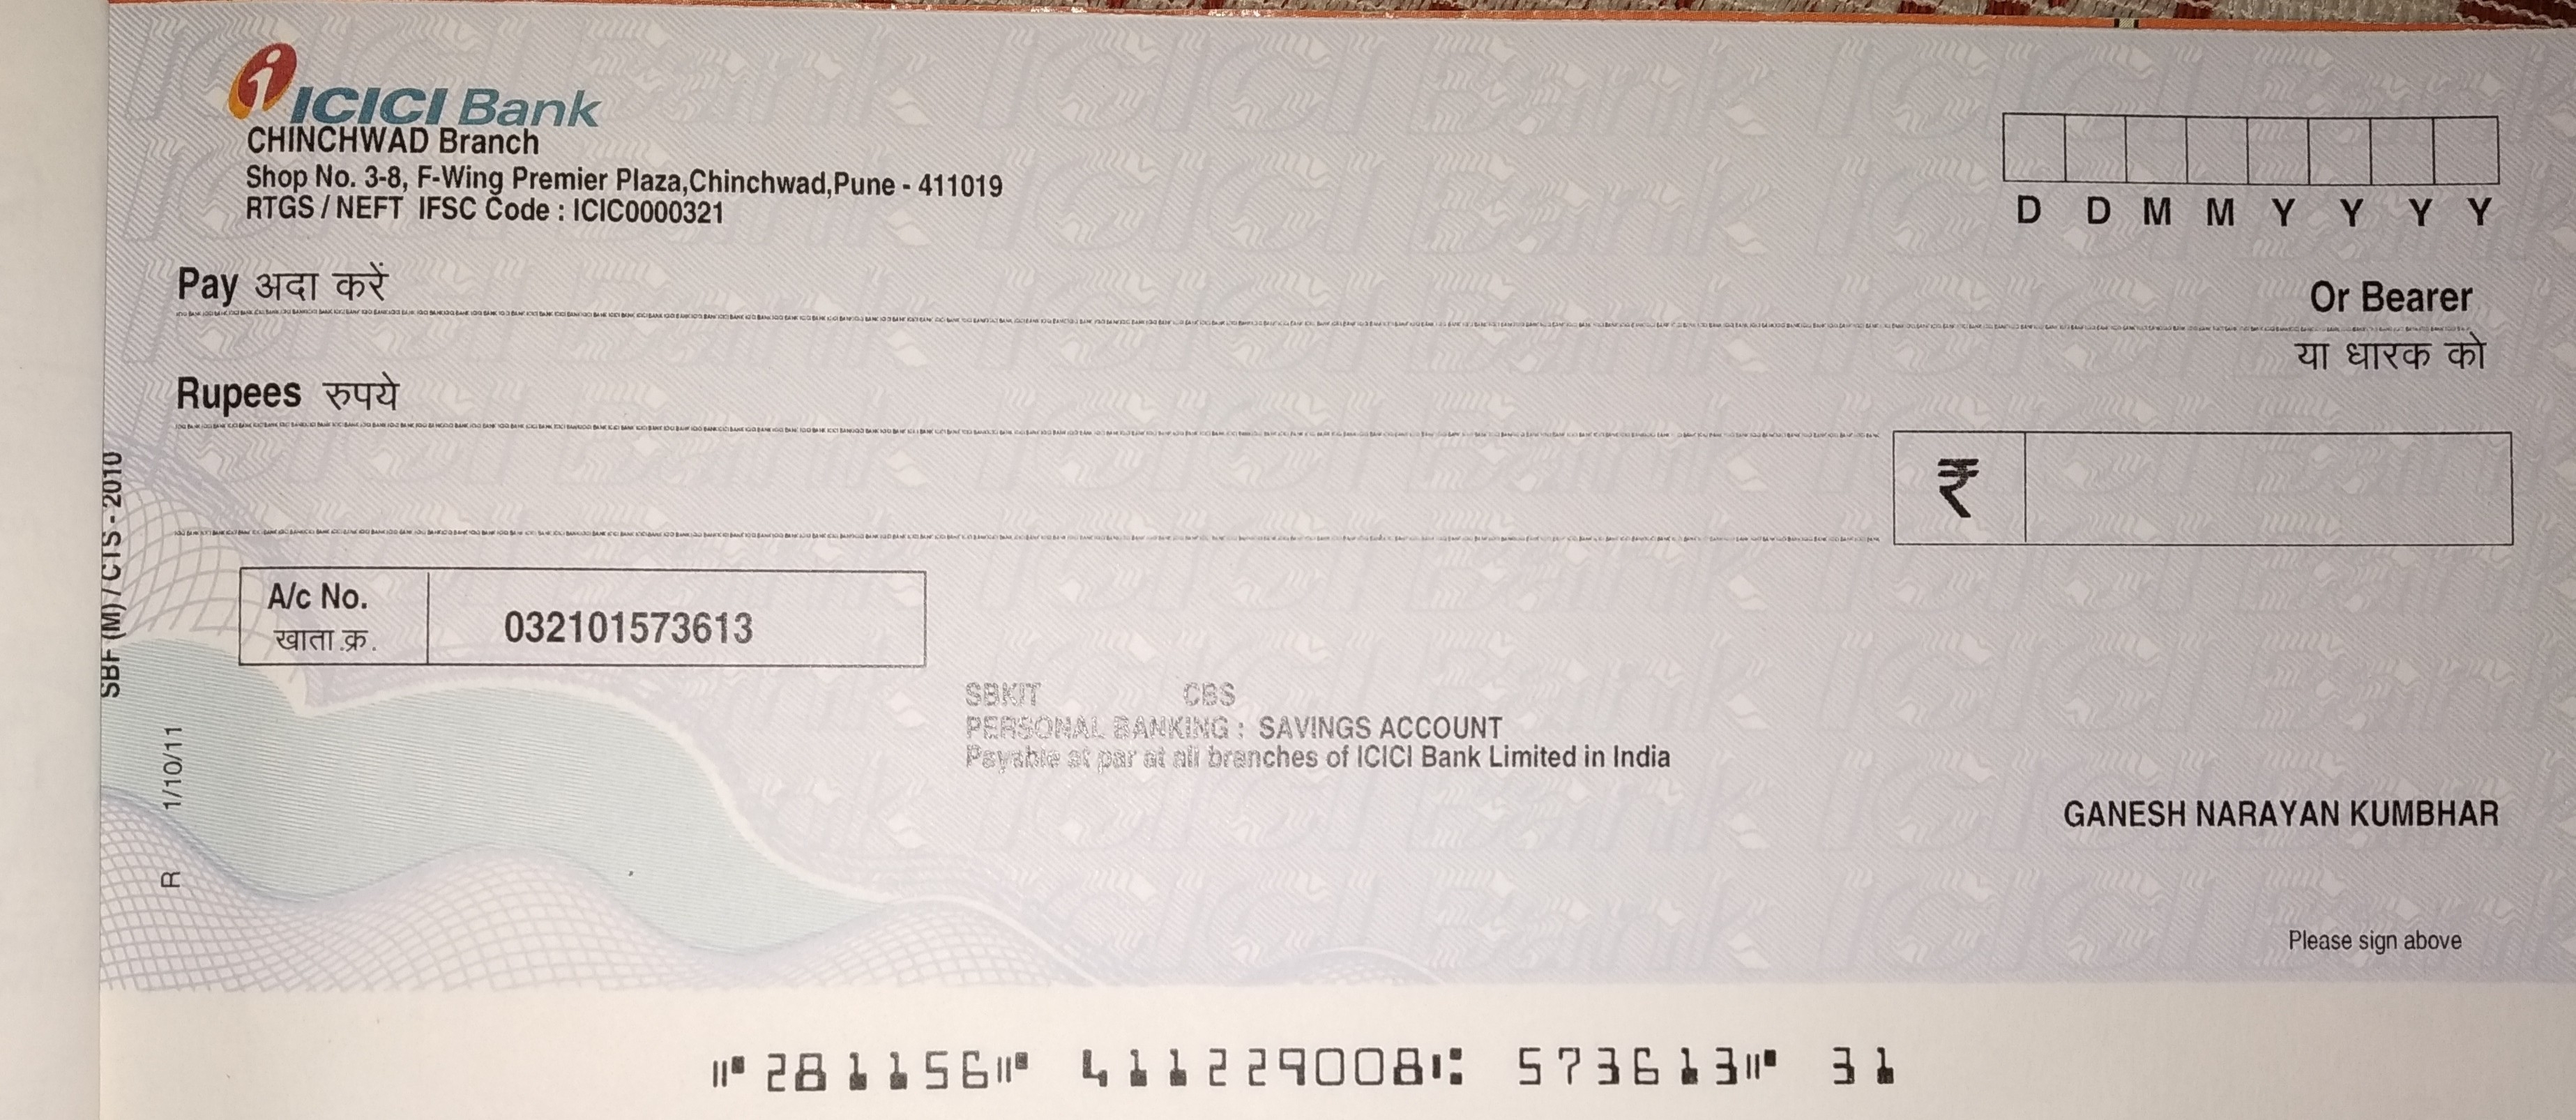 ICICI Bank
CHINCHWAD Branch
Shop No. 3-8, F-Wing Premier Plaza,Chinchwad,Pune - 411019
RTGS / NEFT IFSC Code : ICIC0000321
D D M M Y Y Y Y
Pay अदा करें
Or Bearer
या धारक को
Rupees रुपये
₹
A/c No.
खाता क्र.
032101573613
SBKIT CBS
PERSONAL BANKING : SAVINGS ACCOUNT
Payable at par at all branches of ICICI Bank Limited in India
GANESH NARAYAN KUMBHAR
Please sign above
SBF (M) / CTS - 2010
R 1/10/11
⑈281156⑈ 411229008⑆ 573613⑈ 31